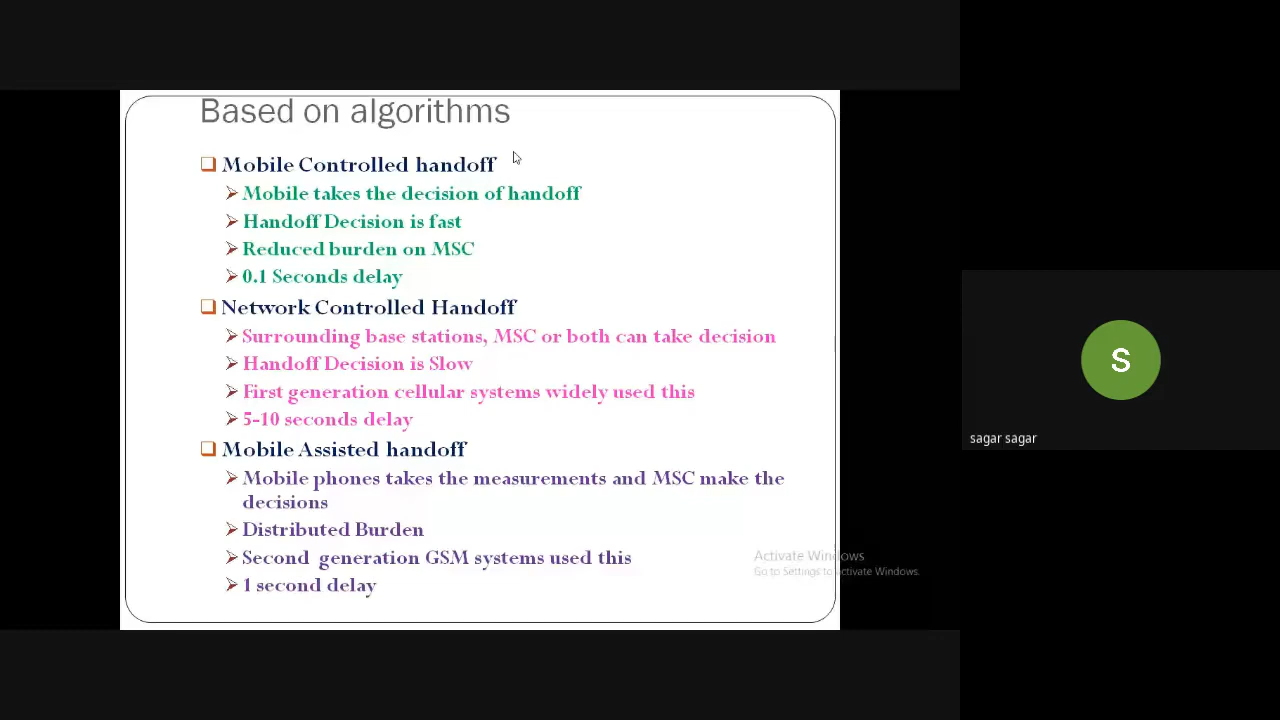 Based on algorithms
Mobile Controlled handoff
Mobile takes the decision of handoff
Handoff Decision is fast
Reduced burden on MSC
0.1 Seconds delay
Network Controlled Handoff
Surrounding base stations, MSC or both can take decision
Handoff Decision is Slow
First generation cellular systems widely used this
5-10 seconds delay
Mobile Assisted handoff
Mobile phones takes the measurements and MSC make the
decisions
Distributed Burden
Second generation GSM systems used this
1 second delay
Activate Windows
Go to Settings to activate Windows.
S
sagar sagar